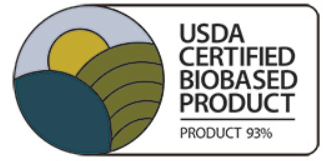 USDA
CERTIFIED
BIOBASED
PRODUCT
PRODUCT 93%